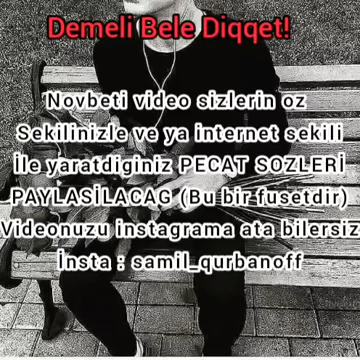 Demeli Bele Diqqet!
Novbeti video sizlerin oz
Sekilinizle ve ya internet sekili
İle yaratdiginiz PECAT SOZLERİ
PAYLASİLACAG (Bu bir fusetdir)
Videonuzu instagrama ata bilersiz
İnsta : samil_qurbanoff